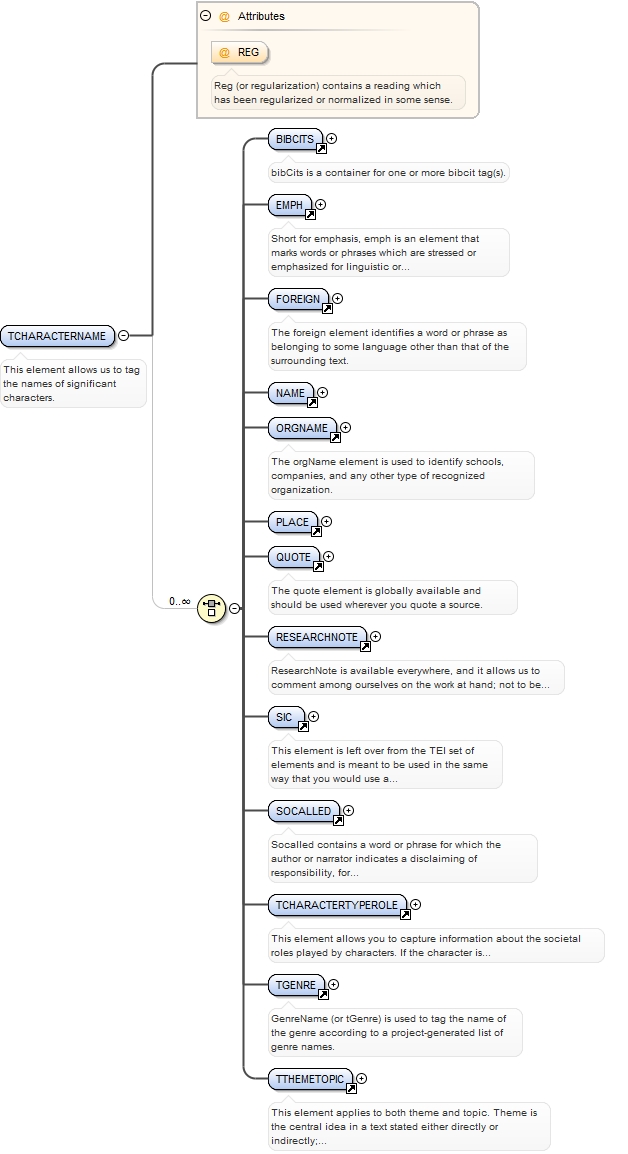 Attributes
REG
Reg (or regularization) contains a reading which
has been regularized or normalized in some sense.
BIBCITS
bibCits is a container for one or more bibcit tag(s).
EMPH
Short for emphasis, emph is an element that
marks words or phrases which are stressed or
emphasized for linguistic or...
FOREIGN
The foreign element identifies a word or phrase as
belonging to some language other than that of the
surrounding text.
TCHARACTERNAME
This element allows us to tag
the names of significant
characters.
NAME
ORGNAME
The orgName element is used to identify schools,
companies, and any other type of recognized
organization.
PLACE
QUOTE
The quote element is globally available and
should be used wherever you quote a source.
0..∞
RESEARCHNOTE
ResearchNote is available everywhere, and it allows us to
comment among ourselves on the work at hand; not to be...
SIC
This element is left over from the TEI set of
elements and is meant to be used in the same
way that you would use a...
SOCALLED
Socalled contains a word or phrase for which the
author or narrator indicates a disclaiming of
responsibility, for...
TCHARACTERTYPEROLE
This element allows you to capture information about the societal
roles played by characters. If the character is...
TGENRE
GenreName (or tGenre) is used to tag the name of
the genre according to a project-generated list of
genre names.
TTHEMETOPIC
This element applies to both theme and topic. Theme is
the central idea in a text stated either directly or
indirectly;...